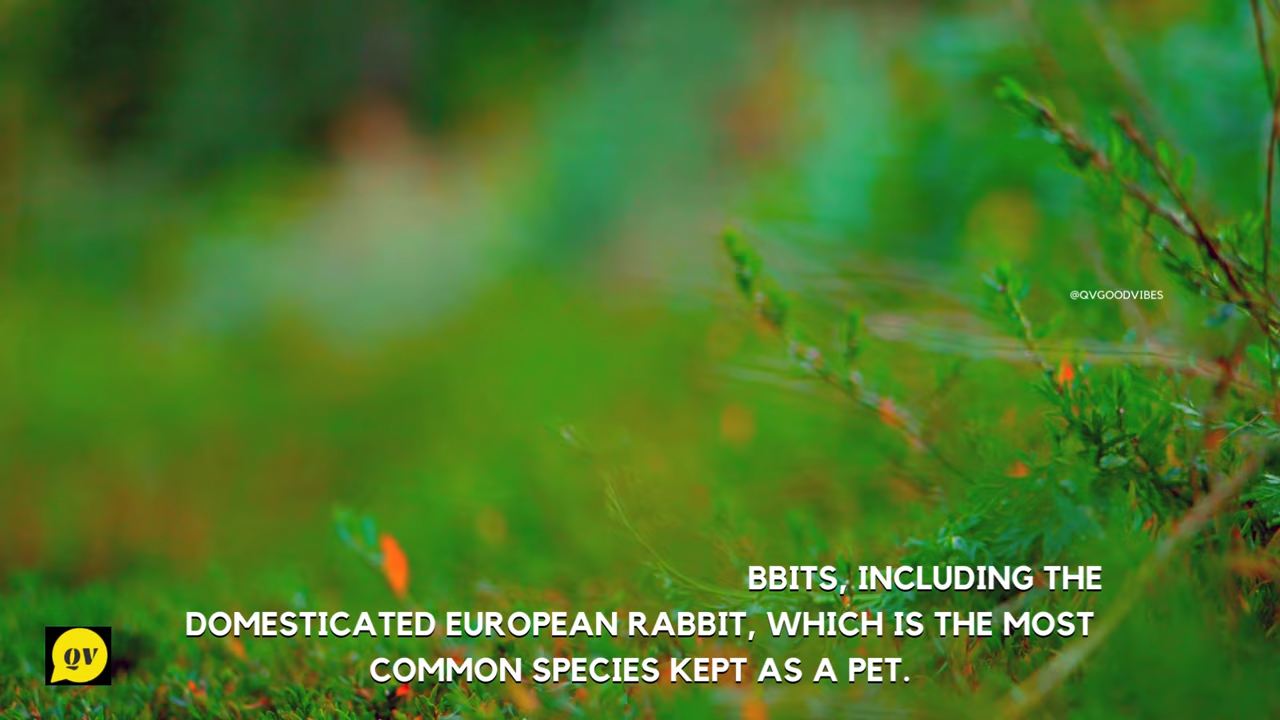 @QVGOODVIBES
BBITS, INCLUDING THE
DOMESTICATED EUROPEAN RABBIT, WHICH IS THE MOST
COMMON SPECIES KEPT AS A PET.
QV